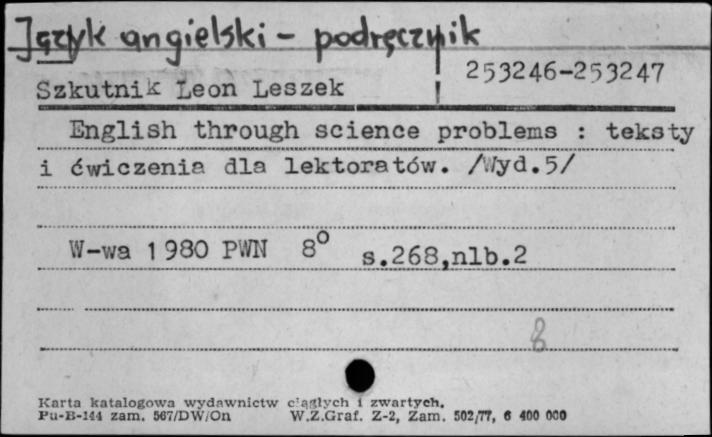 Język angielski - podręcznik
253246-253247
Szkutnik Leon Leszek
English through science problems : teksty
i ćwiczenia dla lektoratów. /Wyd.5/
W-wa 1980 PWN 8° s.268,nlb.2
8
Karta katalogowa wydawnictw ciągłych i zwartych.
Pu-B-144 zam. 567/DW/On W.Z.Graf. Z-2, Zam. 502/77, 6 400 000